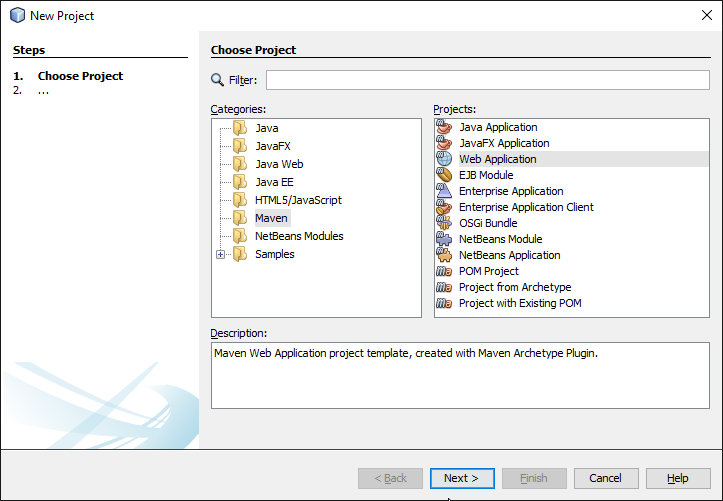 New Project
Steps
1. Choose Project
2. ...
Choose Project
Filter:
Categories:
Java
JavaFX
Java Web
Java EE
HTML5/JavaScript
Maven
NetBeans Modules
Samples
Projects:
Java Application
JavaFX Application
Web Application
EJB Module
Enterprise Application
Enterprise Application Client
OSGi Bundle
NetBeans Module
NetBeans Application
POM Project
Project from Archetype
Project with Existing POM
Description:
Maven Web Application project template, created with Maven Archetype Plugin.
< Back
Next >
Finish
Cancel
Help